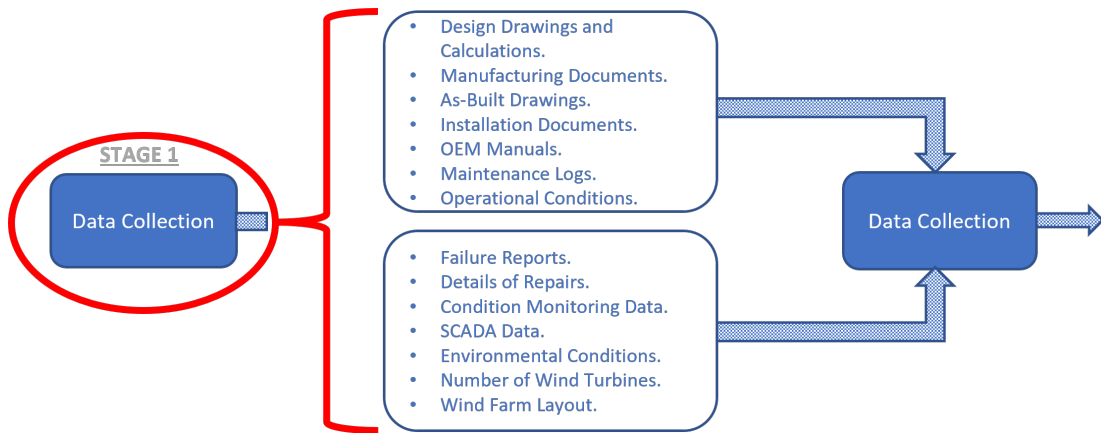 STAGE 1
Data Collection
• Design Drawings and
Calculations.
• Manufacturing Documents.
• As-Built Drawings.
• Installation Documents.
• OEM Manuals.
• Maintenance Logs.
• Operational Conditions.
• Failure Reports.
• Details of Repairs.
• Condition Monitoring Data.
• SCADA Data.
• Environmental Conditions.
• Number of Wind Turbines.
• Wind Farm Layout.
Data Collection